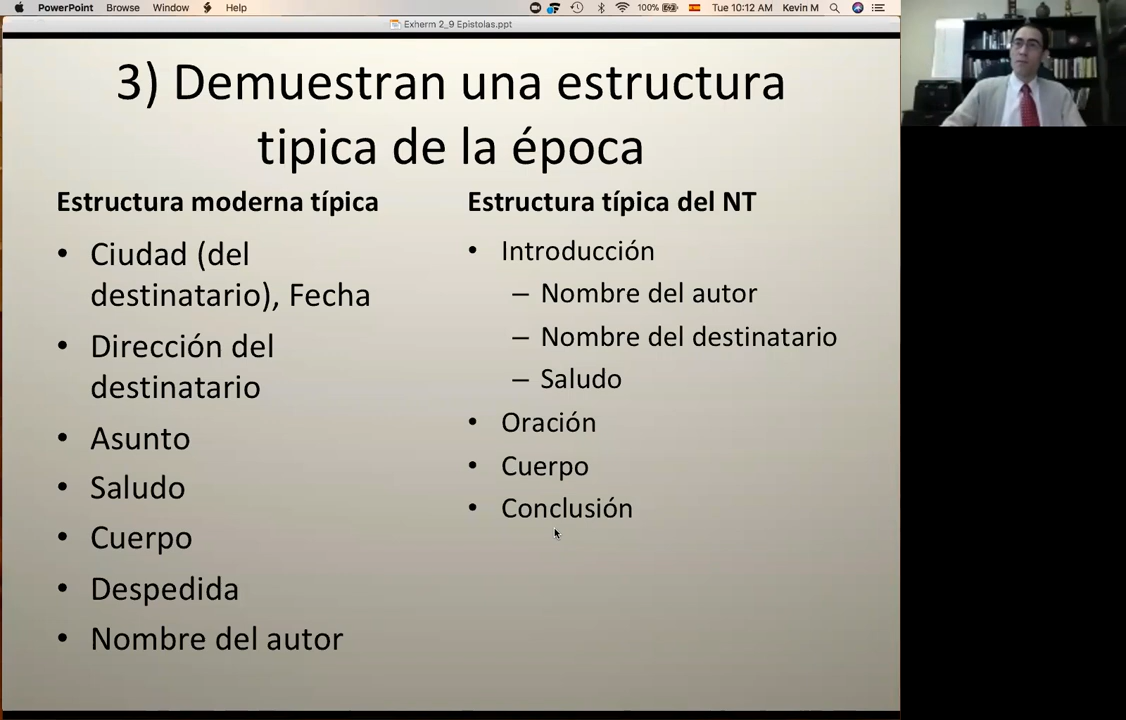 PowerPoint Browse Window Help 100% Tue 10:12 AM Kevin M
Exherm 2_9 Epistolas.ppt
3) Demuestran una estructura
tipica de la época
Estructura moderna típica
• Ciudad (del
destinatario), Fecha
• Dirección del
destinatario
• Asunto
• Saludo
• Cuerpo
• Despedida
• Nombre del autor
Estructura típica del NT
• Introducción
– Nombre del autor
– Nombre del destinatario
– Saludo
• Oración
• Cuerpo
• Conclusión